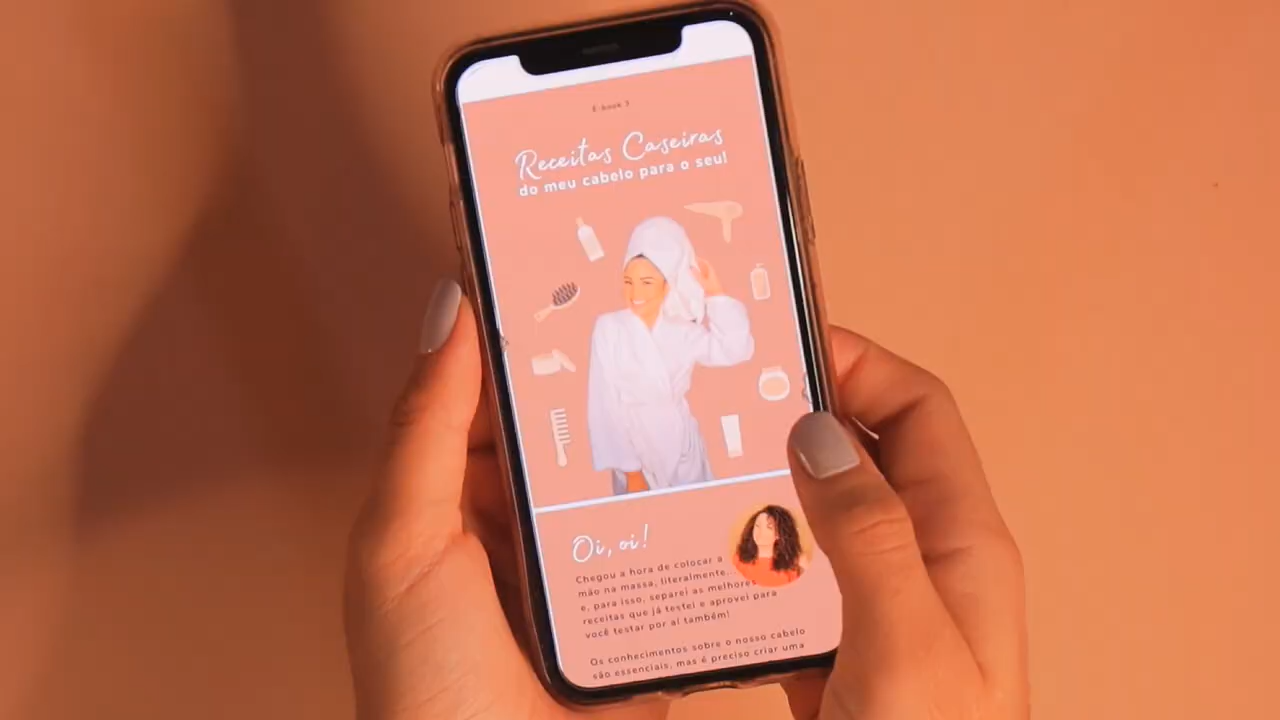 E-book 3
Receitas Caseiras
do meu cabelo para o seu!
Oi, oi!
Chegou a hora de colocar a
mão na massa, literalmente...
e, para isso, separei as melhores
receitas que já testei e aprovei para
você testar por aí também!
Os conhecimentos sobre o nosso cabelo
são essenciais, mas é preciso criar uma